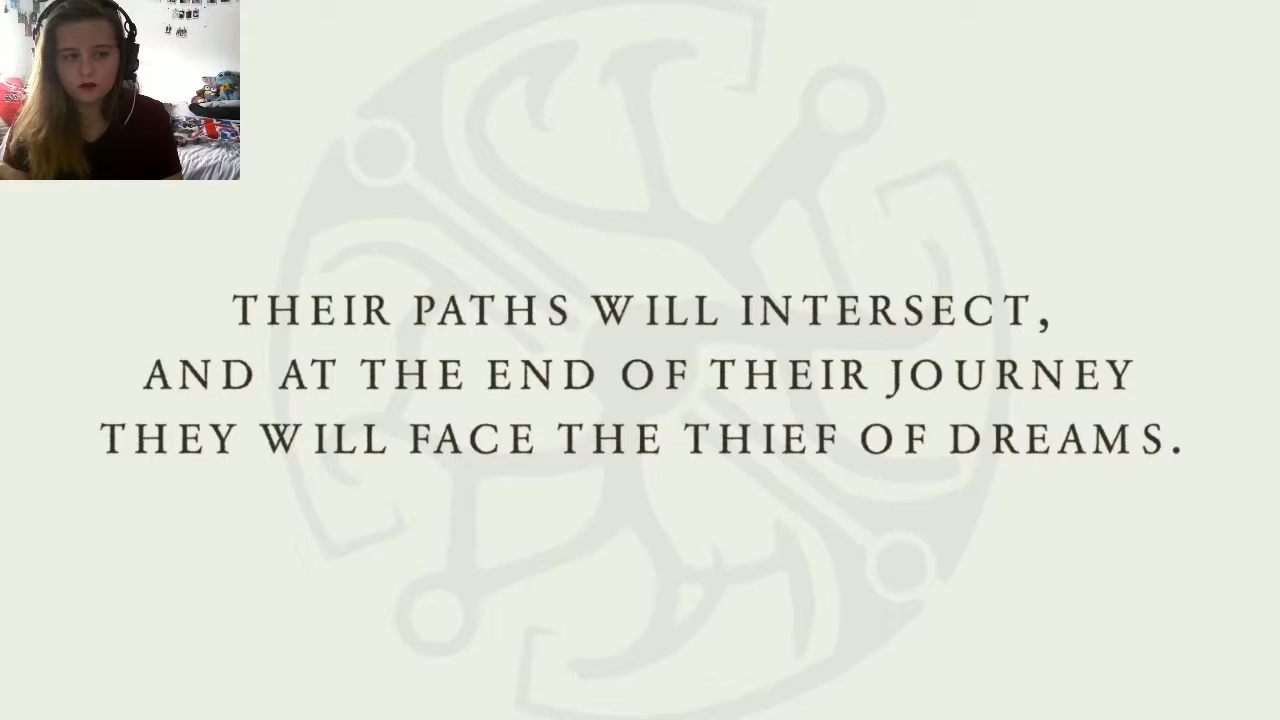 THEIR PATHS WILL INTERSECT,
AND AT THE END OF THEIR JOURNEY
THEY WILL FACE THE THIEF OF DREAMS.